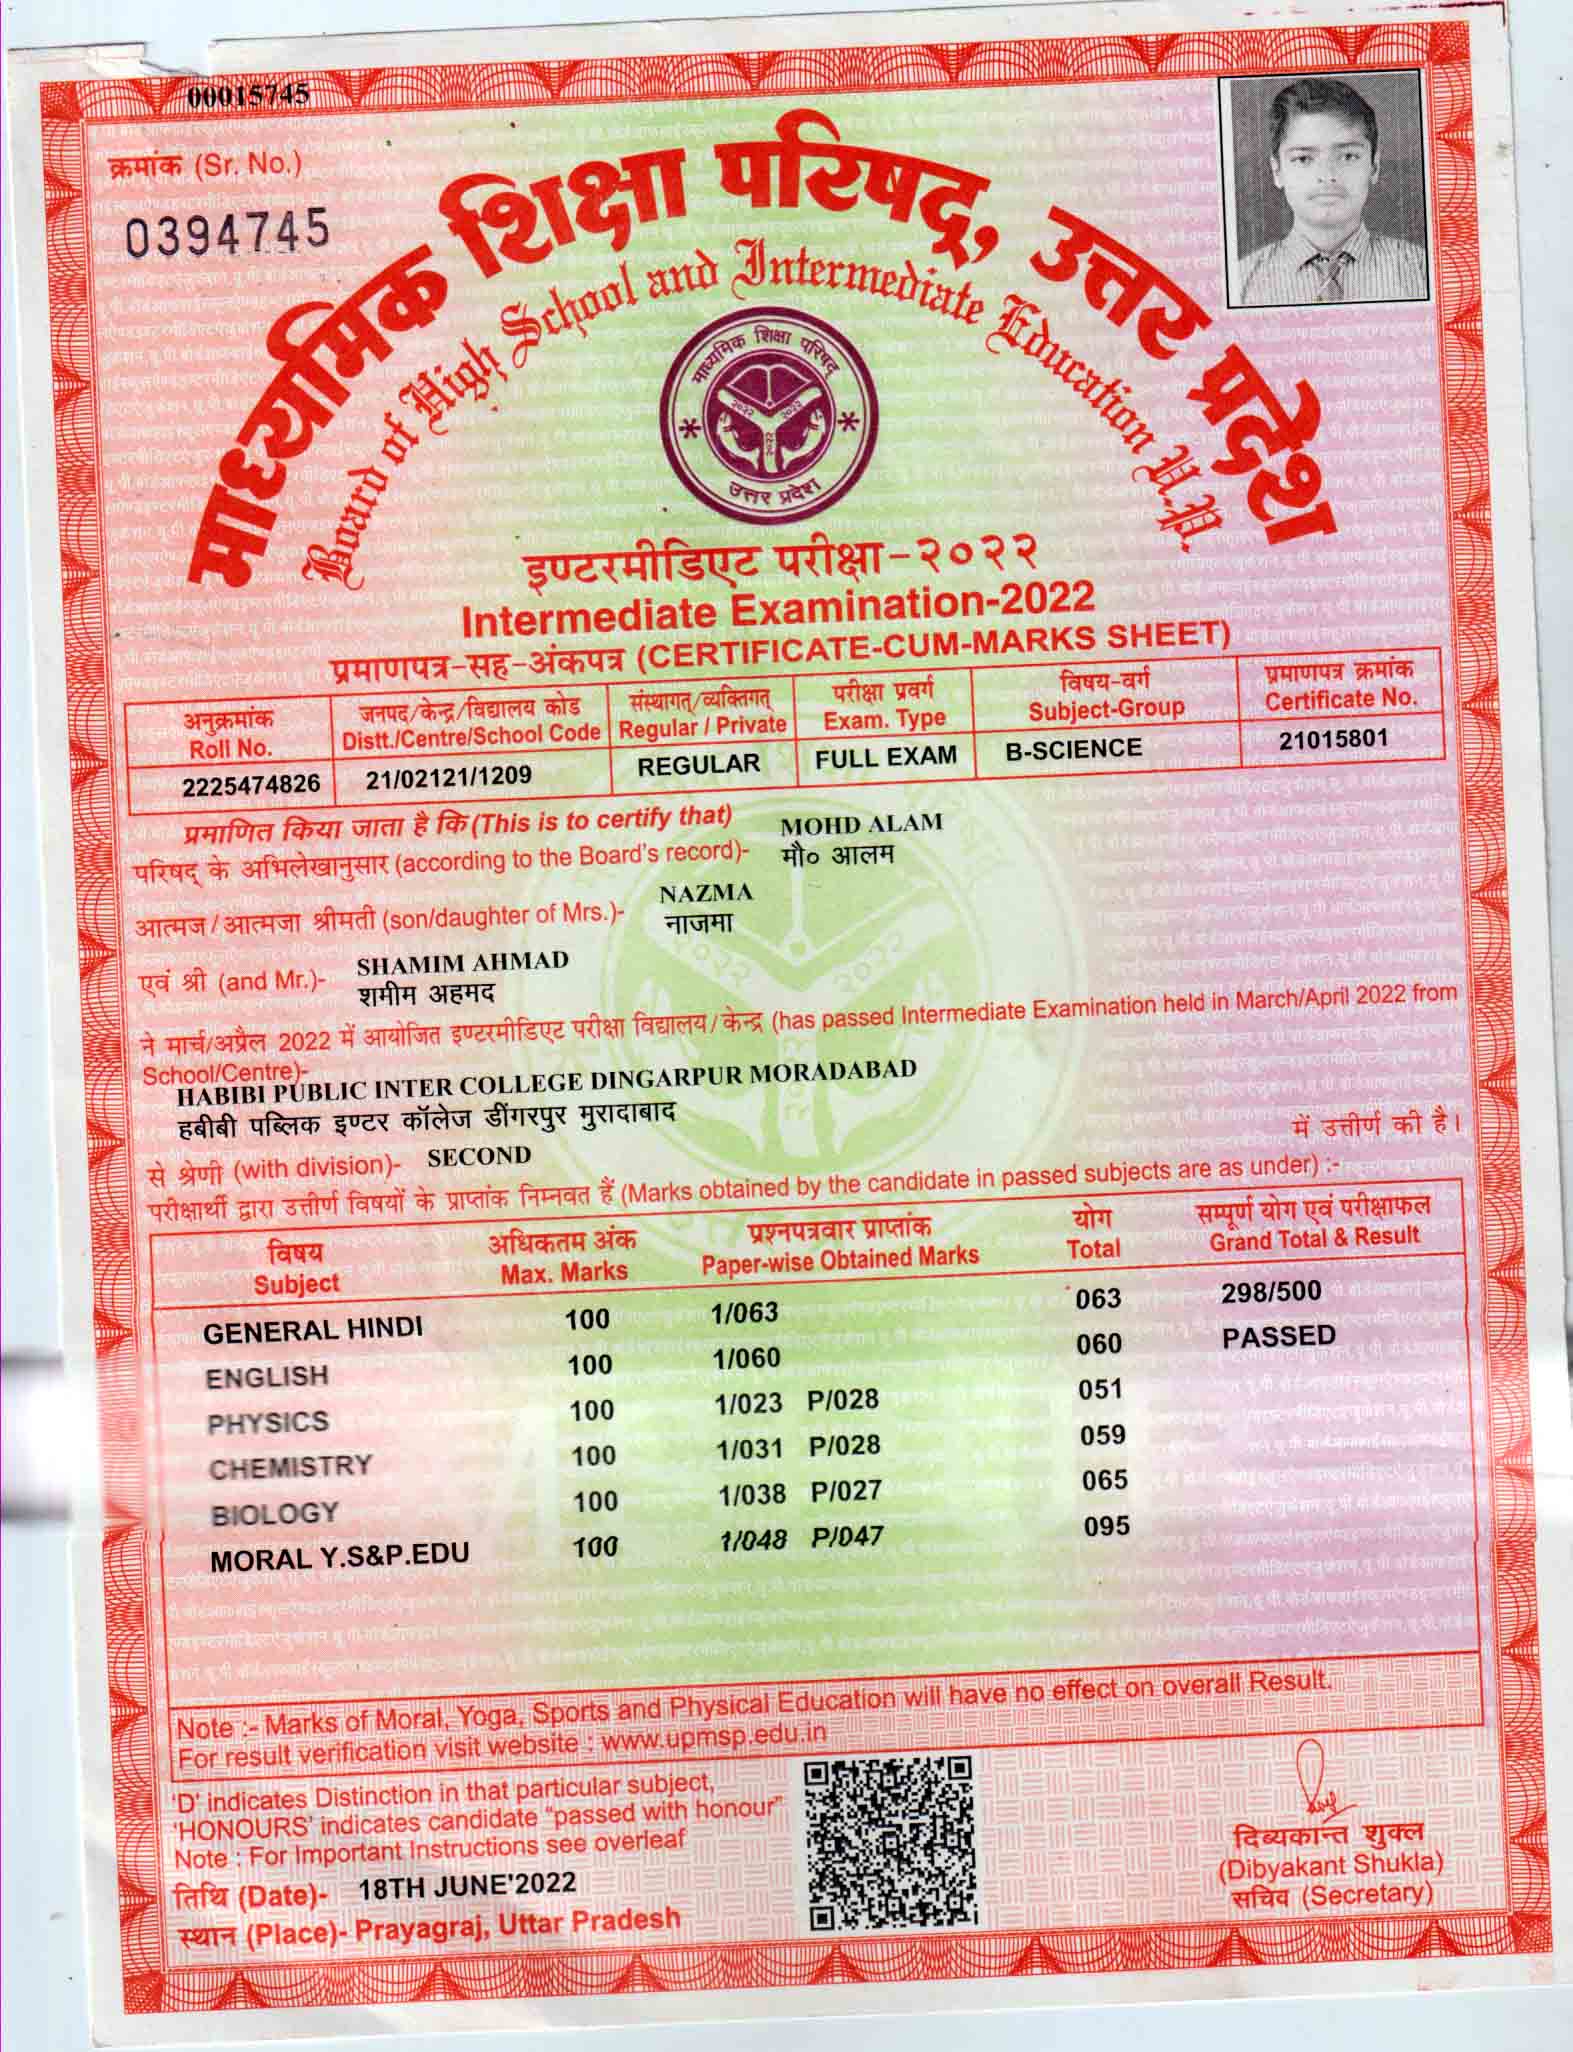 00015745
क्रमांक (Sr. No.)
0394745
माध्यमिक शिक्षा परिषद्, उत्तर प्रदेश
Board of High School and Intermediate Education U.P.
माध्यमिक शिक्षा परिषद्
२०२२ २०२२
२०२२
उत्तर प्रदेश
इण्टरमीडिएट परीक्षा-२०२२
Intermediate Examination-2022
प्रमाणपत्र-सह-अंकपत्र (CERTIFICATE-CUM-MARKS SHEET)
अनुक्रमांक जनपद/केन्द्र/विद्यालय कोड संस्थागत्/व्यक्तिगत् परीक्षा प्रवर्ग विषय-वर्ग प्रमाणपत्र क्रमांक
Roll No. Distt./Centre/School Code Regular / Private Exam. Type Subject-Group Certificate No.
2225474826 21/02121/1209 REGULAR FULL EXAM B-SCIENCE 21015801
प्रमाणित किया जाता है कि (This is to certify that) MOHD ALAM
परिषद् के अभिलेखानुसार (according to the Board's record)- मौ० आलम
NAZMA
आत्मज/आत्मजा श्रीमती (son/daughter of Mrs.)- नाजमा
एवं श्री (and Mr.)- SHAMIM AHMAD
शमीम अहमद
ने मार्च/अप्रैल 2022 में आयोजित इण्टरमीडिएट परीक्षा विद्यालय/केन्द्र (has passed Intermediate Examination held in March/April 2022 from
School/Centre)-
HABIBI PUBLIC INTER COLLEGE DINGARPUR MORADABAD
हबीबी पब्लिक इण्टर कॉलेज डींगरपुर मुरादाबाद
में उत्तीर्ण की है।
से श्रेणी (with division)- SECOND
परीक्षार्थी द्वारा उत्तीर्ण विषयों के प्राप्तांक निम्नवत हैं (Marks obtained by the candidate in passed subjects are as under) :-
विषय अधिकतम अंक प्रश्नपत्रवार प्राप्तांक योग सम्पूर्ण योग एवं परीक्षाफल
Subject Max. Marks Paper-wise Obtained Marks Total Grand Total & Result
GENERAL HINDI 100 1/063 063 298/500
ENGLISH 100 1/060 060 PASSED
PHYSICS 100 1/023 P/028 051
CHEMISTRY 100 1/031 P/028 059
BIOLOGY 100 1/038 P/027 065
MORAL Y.S&P.EDU 100 1/048 P/047 095
Note :- Marks of Moral, Yoga, Sports and Physical Education will have no effect on overall Result.
For result verification visit website : www.upmsp.edu.in
'D' indicates Distinction in that particular subject,
'HONOURS' indicates candidate "passed with honour"
Note : For Important Instructions see overleaf
तिथि (Date)- 18TH JUNE'2022
स्थान (Place)- Prayagraj, Uttar Pradesh
दिव्यकान्त शुक्ल
(Dibyakant Shukla)
सचिव (Secretary)